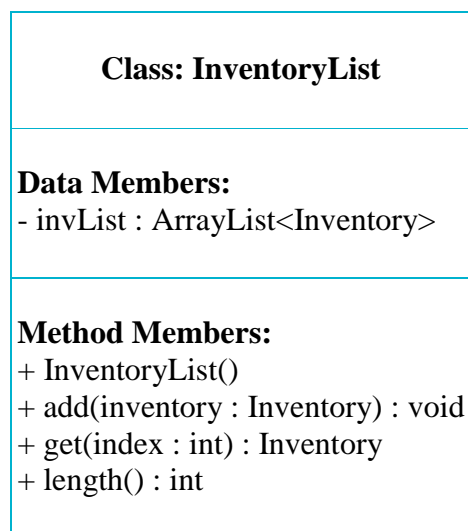 Class: InventoryList
Data Members:
- invList : ArrayList<Inventory>
Method Members:
+ InventoryList()
+ add(inventory : Inventory) : void
+ get(index : int) : Inventory
+ length() : int